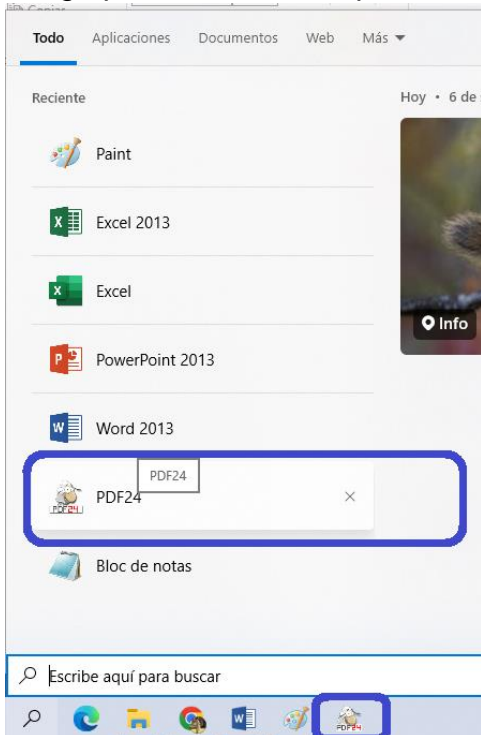 Copiar
Todo Aplicaciones Documentos Web Más
Reciente
Hoy • 6 de
Paint
Excel 2013
Excel
Info
PowerPoint 2013
Word 2013
PDF24
PDF24
Bloc de notas
Escribe aquí para buscar